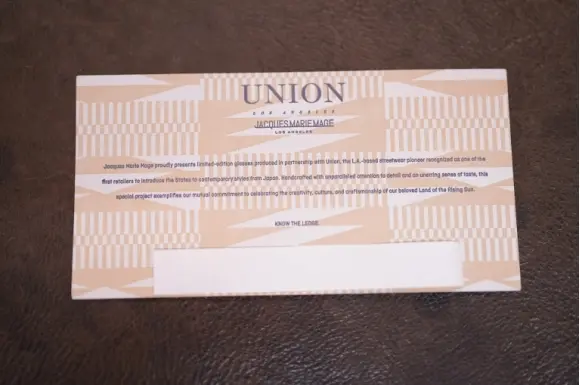 UNION
LOS ANGELES
JACQUES MARIE MAGE
LOS ANGELES
Jacques Marie Mage proudly presents limited-edition glasses produced in partnership with Union, the L.A.-based streetwear pioneer recognized as one of the
first retailers to introduce the States to contemporary styles from Japan. Handcrafted with unparalleled attention to detail and an unerring sense of taste, this
special project exemplifies our mutual commitment to celebrating the creativity, culture, and craftsmanship of our beloved Land of the Rising Sun.
KNOW THE LEDGE.